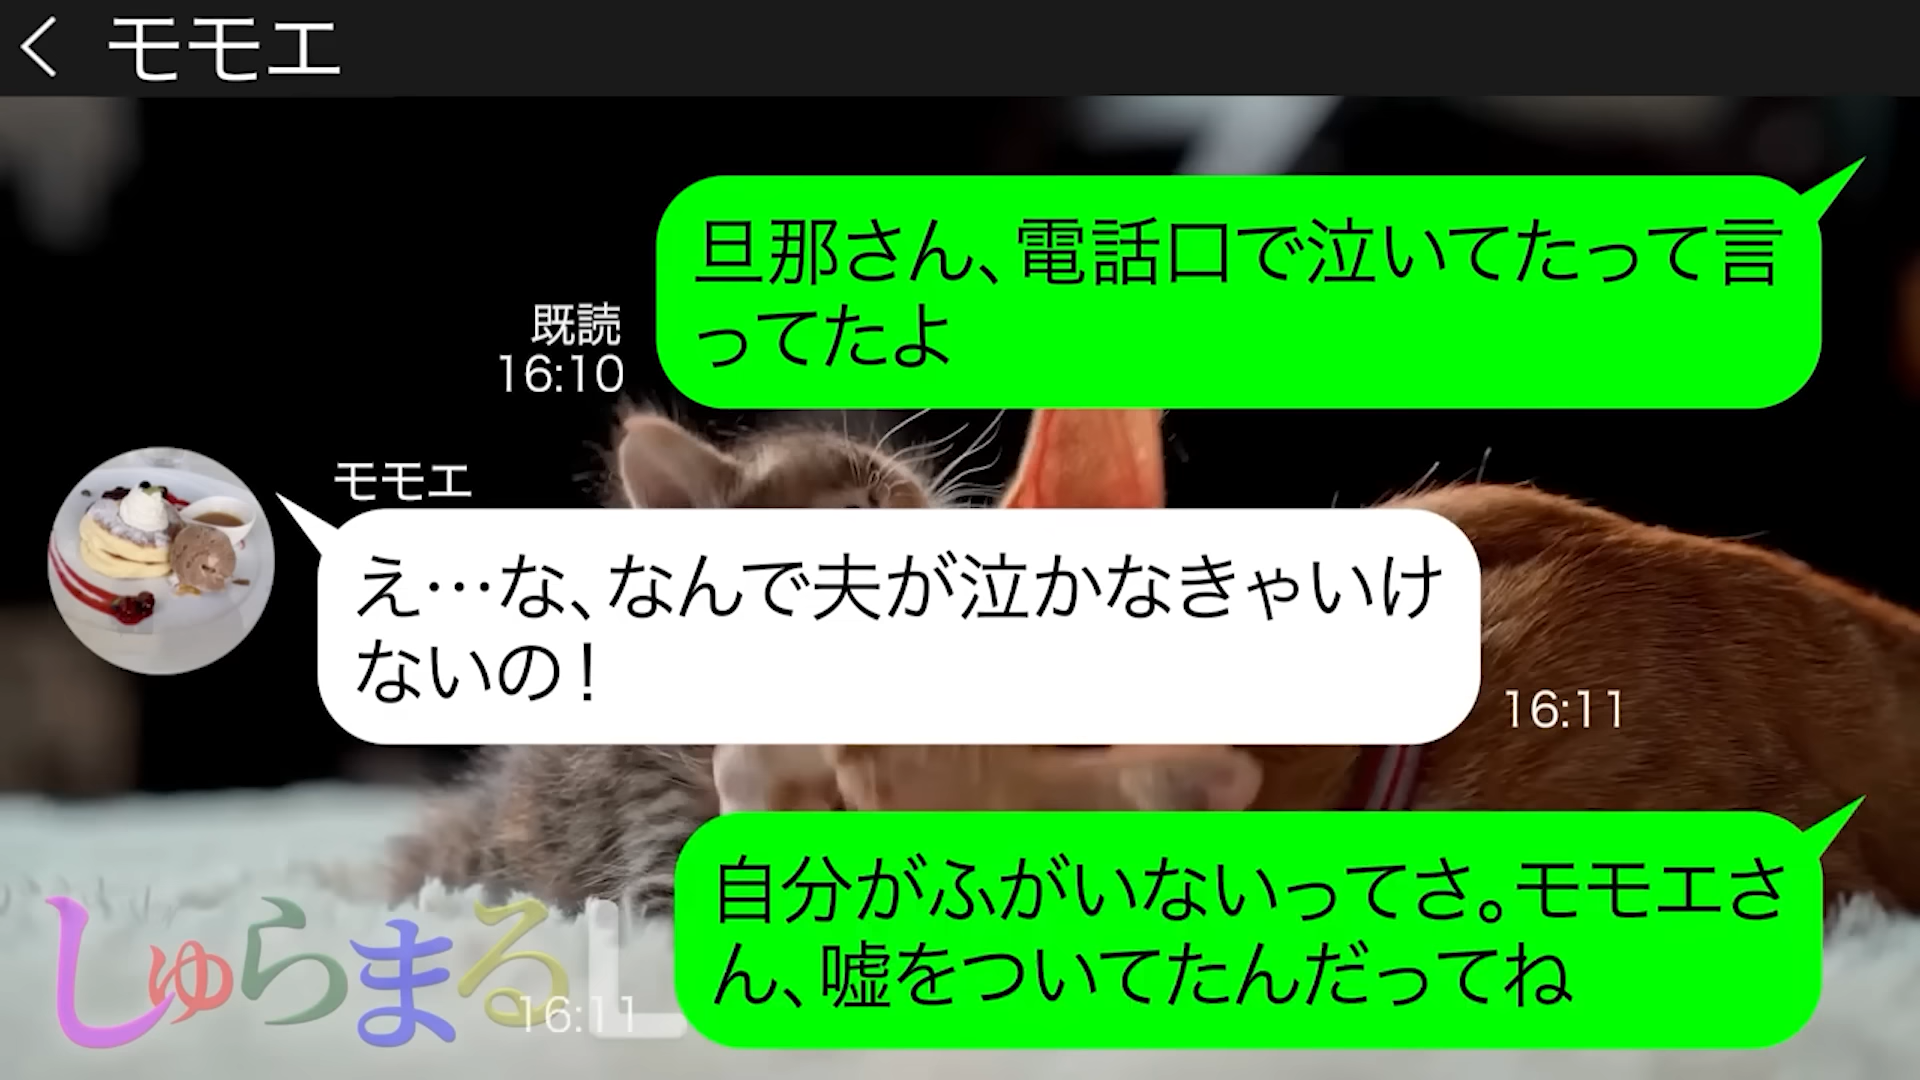 モモエ
旦那さん、電話口で泣いてたって言
ってたよ
既読
16:10
モモエ
え…な、なんで夫が泣かなきゃいけ
ないの！
16:11
自分がふがいないってさ。モモエさ
ん、嘘をついてたんだってね
16:11
しゅらまるL